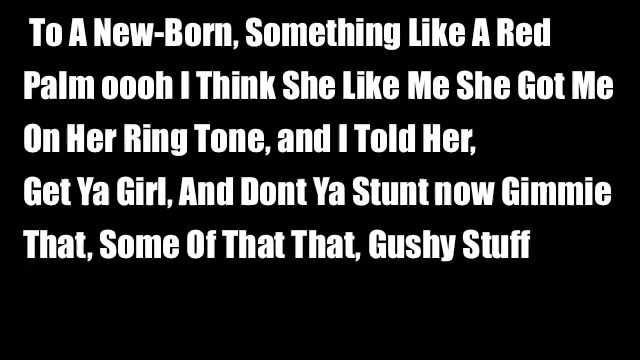 To A New-Born, Something Like A Red
Palm oooh I Think She Like Me She Got Me
On Her Ring Tone, and I Told Her,
Get Ya Girl, And Dont Ya Stunt now Gimmie
That, Some Of That That, Gushy Stuff